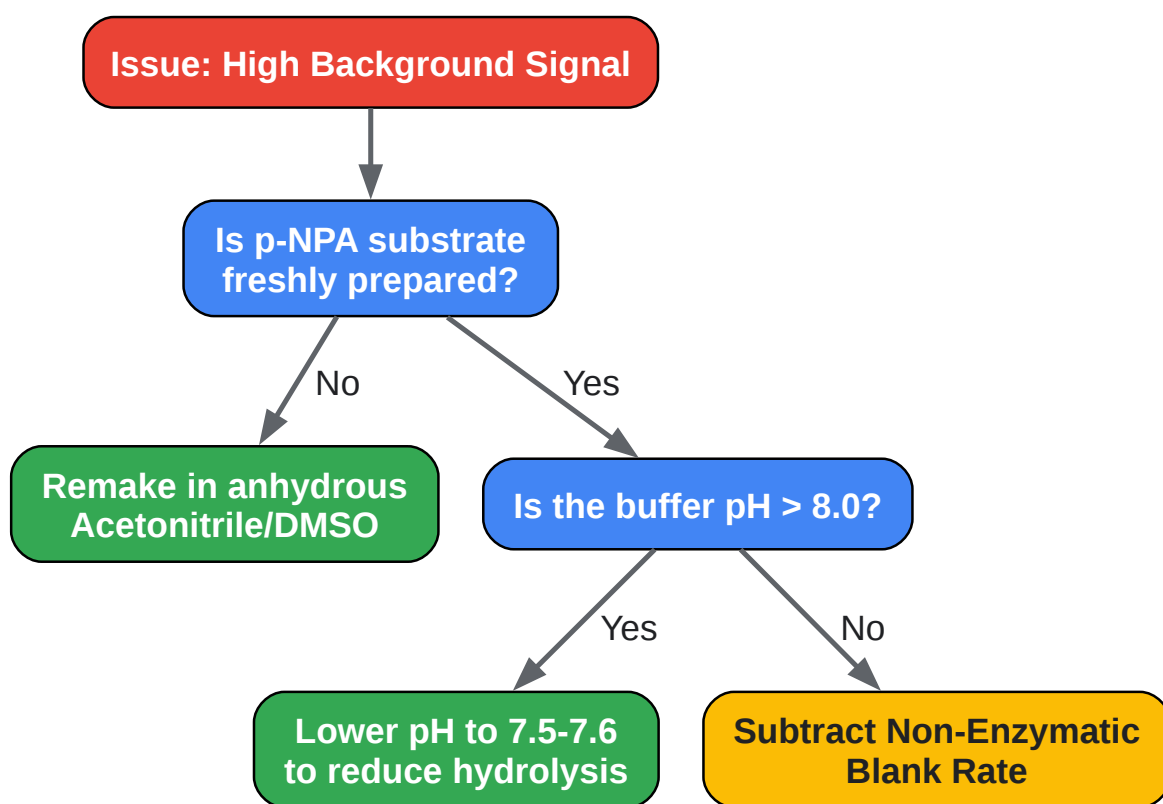 Issue: High Background Signal
Is p-NPA substrate
freshly prepared?
No
Yes
Remake in anhydrous
Acetonitrile/DMSO
Is the buffer pH > 8.0?
Yes
No
Lower pH to 7.5-7.6
to reduce hydrolysis
Subtract Non-Enzymatic
Blank Rate